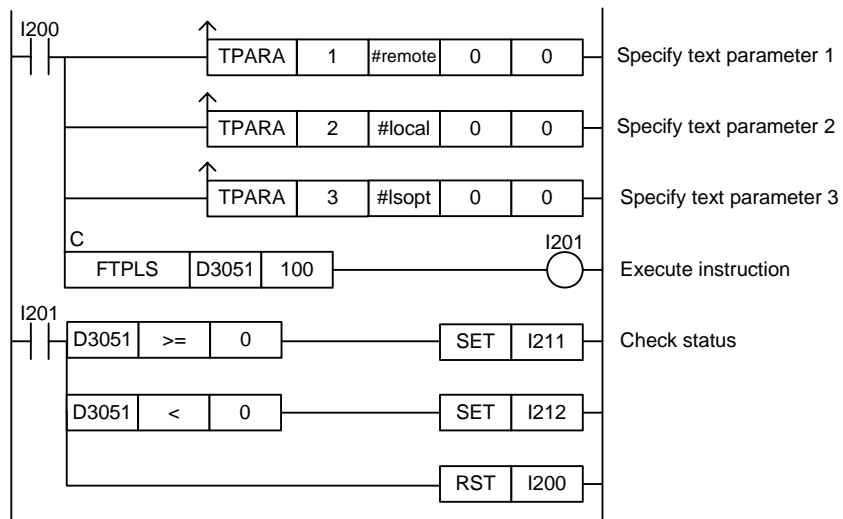 I200
TPARA 1 #remote 0 0 Specify text parameter 1
TPARA 2 #local 0 0 Specify text parameter 2
TPARA 3 #lsopt 0 0 Specify text parameter 3
C I201
FTPLS D3051 100 Execute instruction
I201
D3051 >= 0 SET I211 Check status
D3051 < 0 SET I212
RST I200